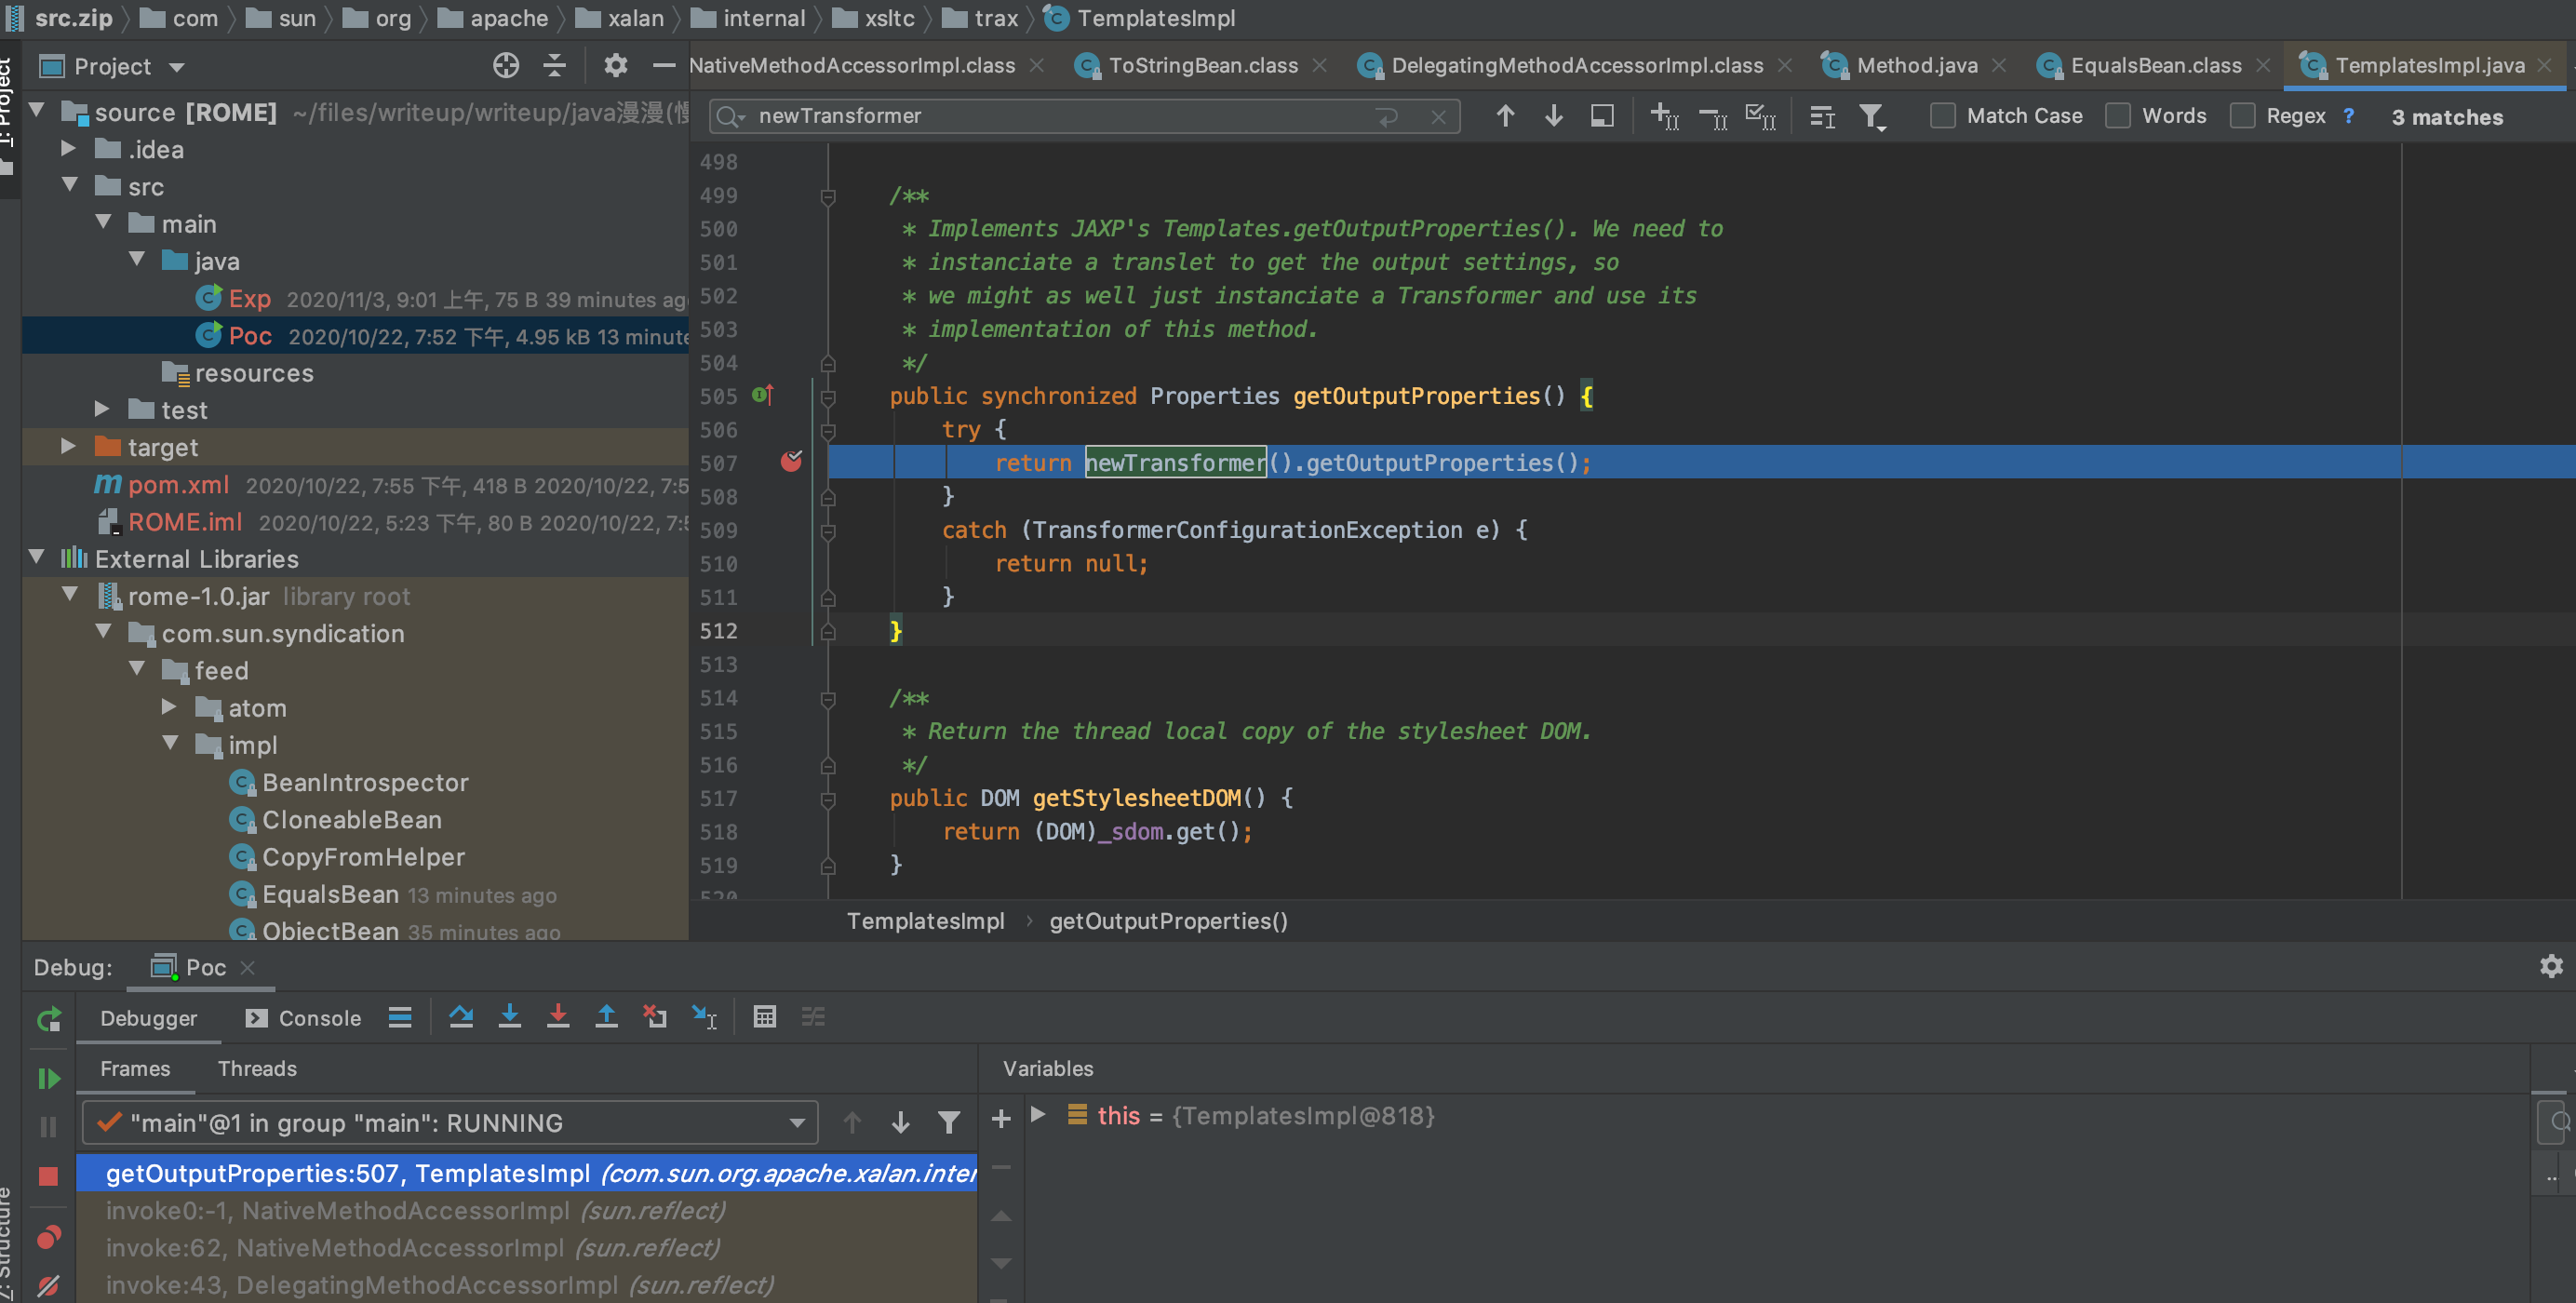 src.zip com sun org apache xalan internal xsltc trax TemplatesImpl
Project
NativeMethodAccessorImpl.class ToStringBean.class DelegatingMethodAccessorImpl.class Method.java EqualsBean.class TemplatesImpl.java
newTransformer Match Case Words Regex ? 3 matches
1: Project
source [ROME] ~/files/writeup/writeup/java漫漫(慢
.idea
src
main
java
Exp 2020/11/3, 9:01 上午, 75 B 39 minutes ag
Poc 2020/10/22, 7:52 下午, 4.95 kB 13 minute
resources
test
target
pom.xml 2020/10/22, 7:55 下午, 418 B 2020/10/22, 7:5
ROME.iml 2020/10/22, 5:23 下午, 80 B 2020/10/22, 7:5
External Libraries
rome-1.0.jar library root
com.sun.syndication
feed
atom
impl
BeanIntrospector
CloneableBean
CopyFromHelper
EqualsBean 13 minutes ago
ObjectBean 35 minutes ago
498
499 /**
500 * Implements JAXP's Templates.getOutputProperties(). We need to
501 * instanciate a translet to get the output settings, so
502 * we might as well just instanciate a Transformer and use its
503 * implementation of this method.
504 */
505 public synchronized Properties getOutputProperties() {
506 try {
507 return newTransformer().getOutputProperties();
508 }
509 catch (TransformerConfigurationException e) {
510 return null;
511 }
512 }
513
514 /**
515 * Return the thread local copy of the stylesheet DOM.
516 */
517 public DOM getStylesheetDOM() {
518 return (DOM)_sdom.get();
519 }
520
TemplatesImpl › getOutputProperties()
Debug: Poc
Debugger Console
Frames Threads
Variables
"main"@1 in group "main": RUNNING
this = {TemplatesImpl@818}
getOutputProperties:507, TemplatesImpl (com.sun.org.apache.xalan.inter
invoke0:-1, NativeMethodAccessorImpl (sun.reflect)
invoke:62, NativeMethodAccessorImpl (sun.reflect)
invoke:43, DelegatingMethodAccessorImpl (sun.reflect)
Z: Structure